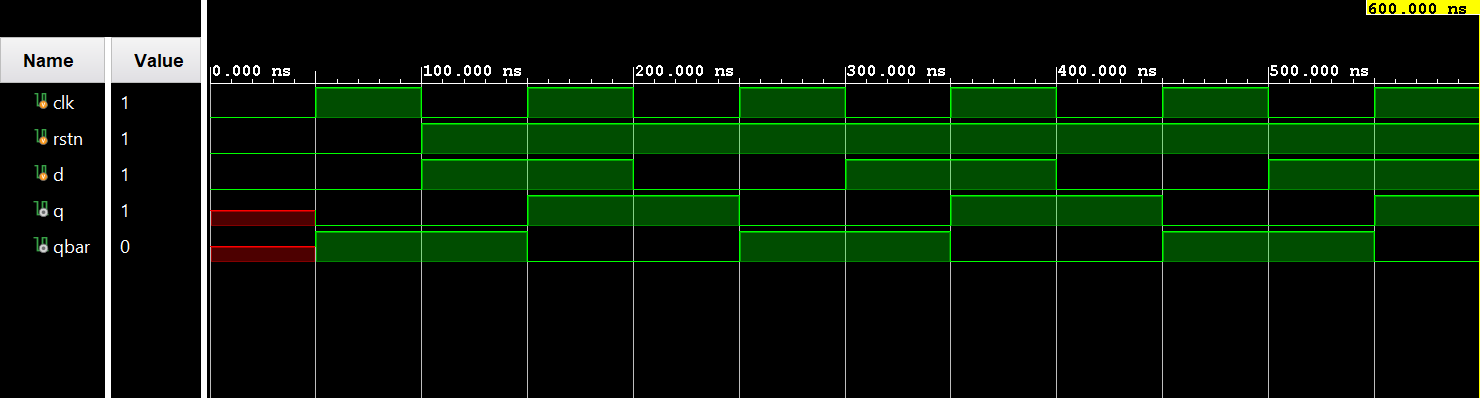 600.000 ns
Name Value
0.000 ns 100.000 ns 200.000 ns 300.000 ns 400.000 ns 500.000 ns
clk 1
rstn 1
d 1
q 1
qbar 0